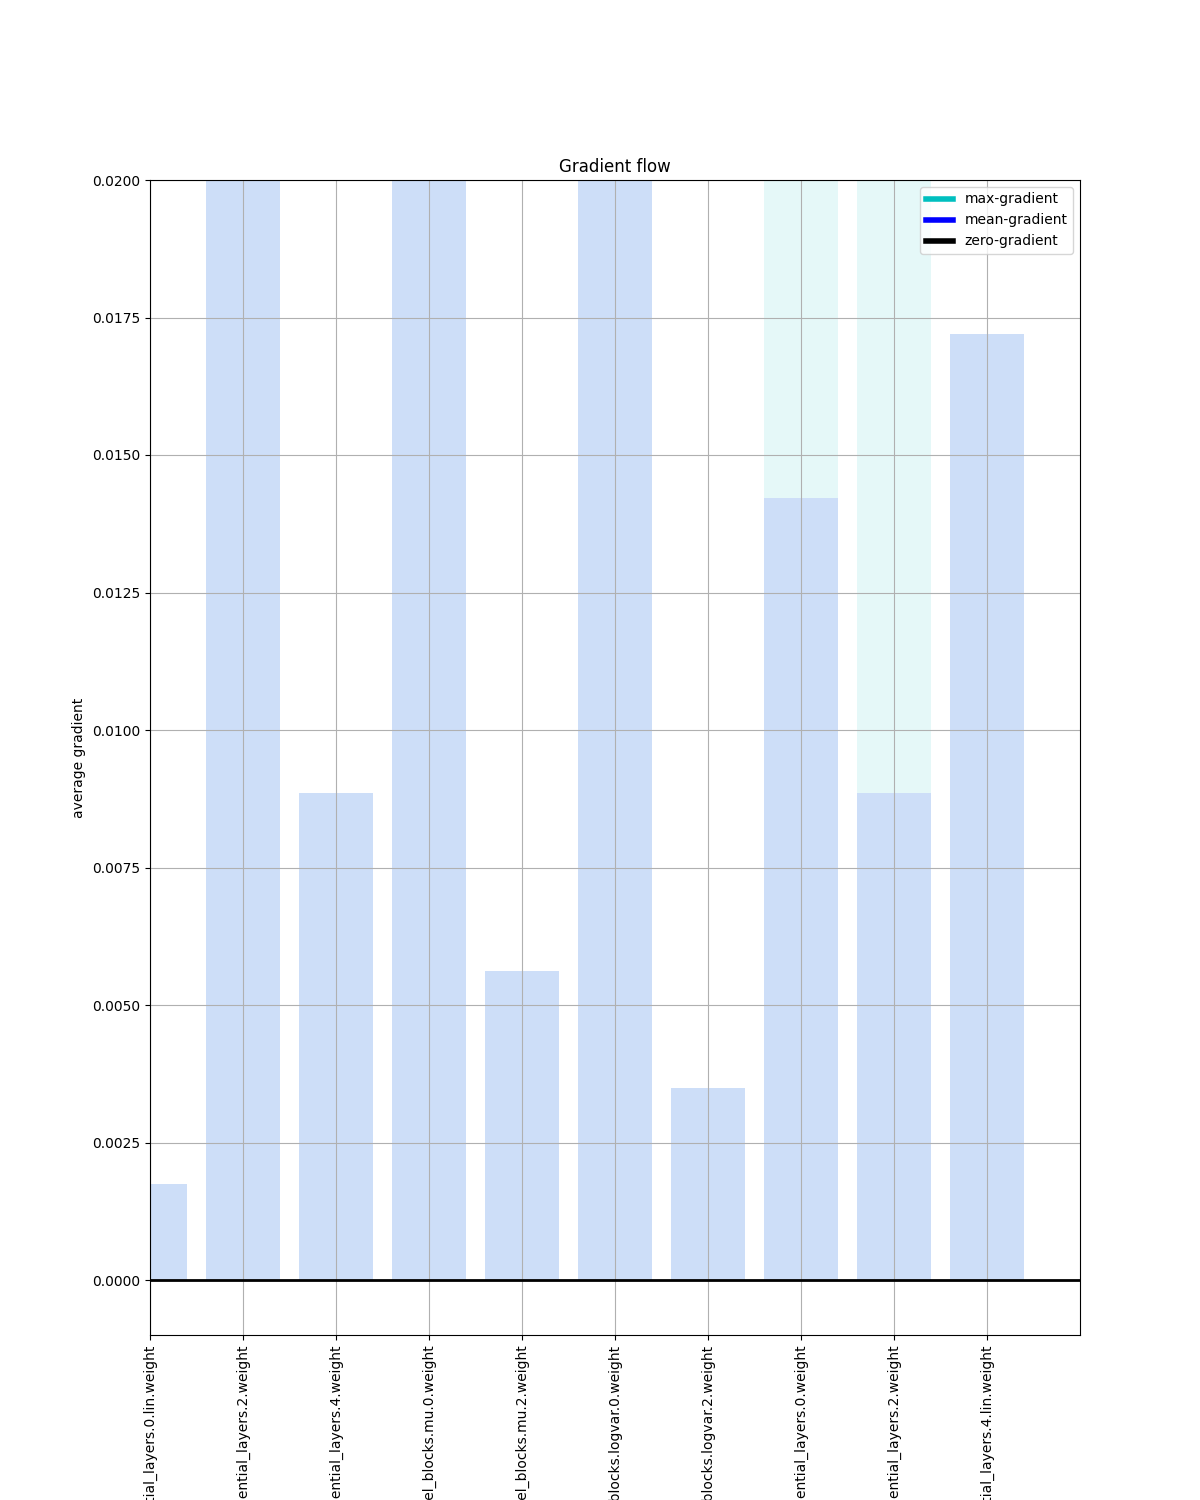 Gradient flow
max-gradient
mean-gradient
zero-gradient
0.0200
0.0175
0.0150
0.0125
0.0100
0.0075
0.0050
0.0025
0.0000
average gradient
tial_layers.0.lin.weight
ential_layers.2.weight
ential_layers.4.weight
el_blocks.mu.0.weight
el_blocks.mu.2.weight
blocks.logvar.0.weight
blocks.logvar.2.weight
ential_layers.0.weight
ential_layers.2.weight
tial_layers.4.lin.weight